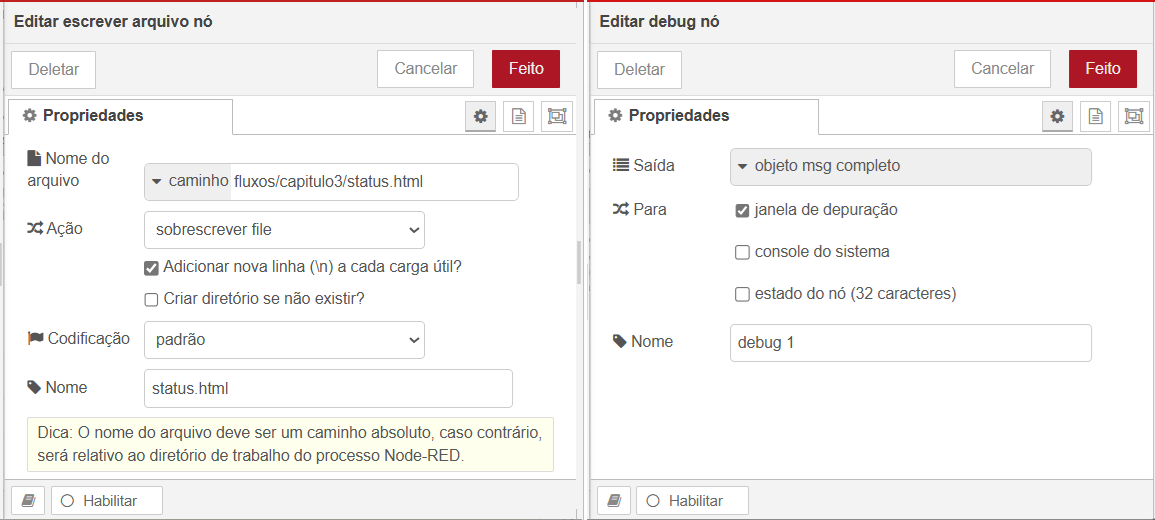 Editar escrever arquivo nó
Deletar
Cancelar
Feito
Propriedades
Nome do
arquivo
caminho
fluxos/capitulo3/status.html
Ação
sobrescrever file
Adicionar nova linha (\n) a cada carga útil?
Criar diretório se não existir?
Codificação
padrão
Nome
status.html
Dica: O nome do arquivo deve ser um caminho absoluto, caso contrário,
será relativo ao diretório de trabalho do processo Node-RED.
Habilitar
Editar debug nó
Deletar
Cancelar
Feito
Propriedades
Saída
objeto msg completo
Para
janela de depuração
console do sistema
estado do nó (32 caracteres)
Nome
debug 1
Habilitar